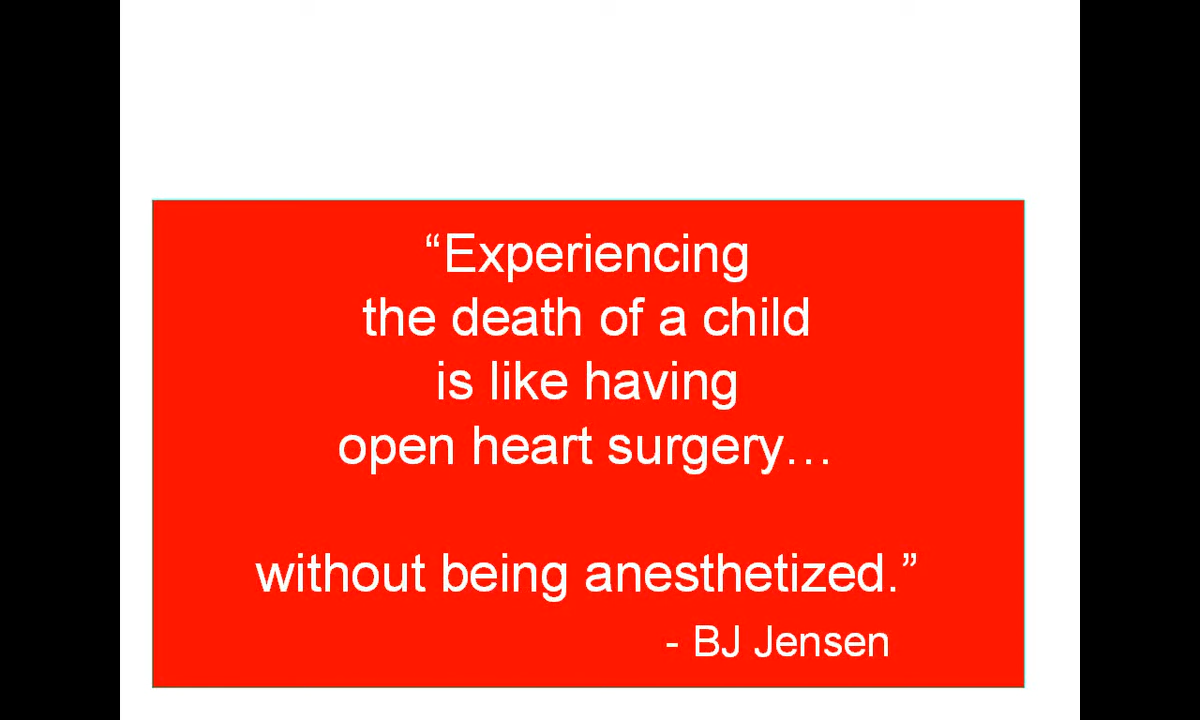 “Experiencing
the death of a child
is like having
open heart surgery…
without being anesthetized.”
- BJ Jensen